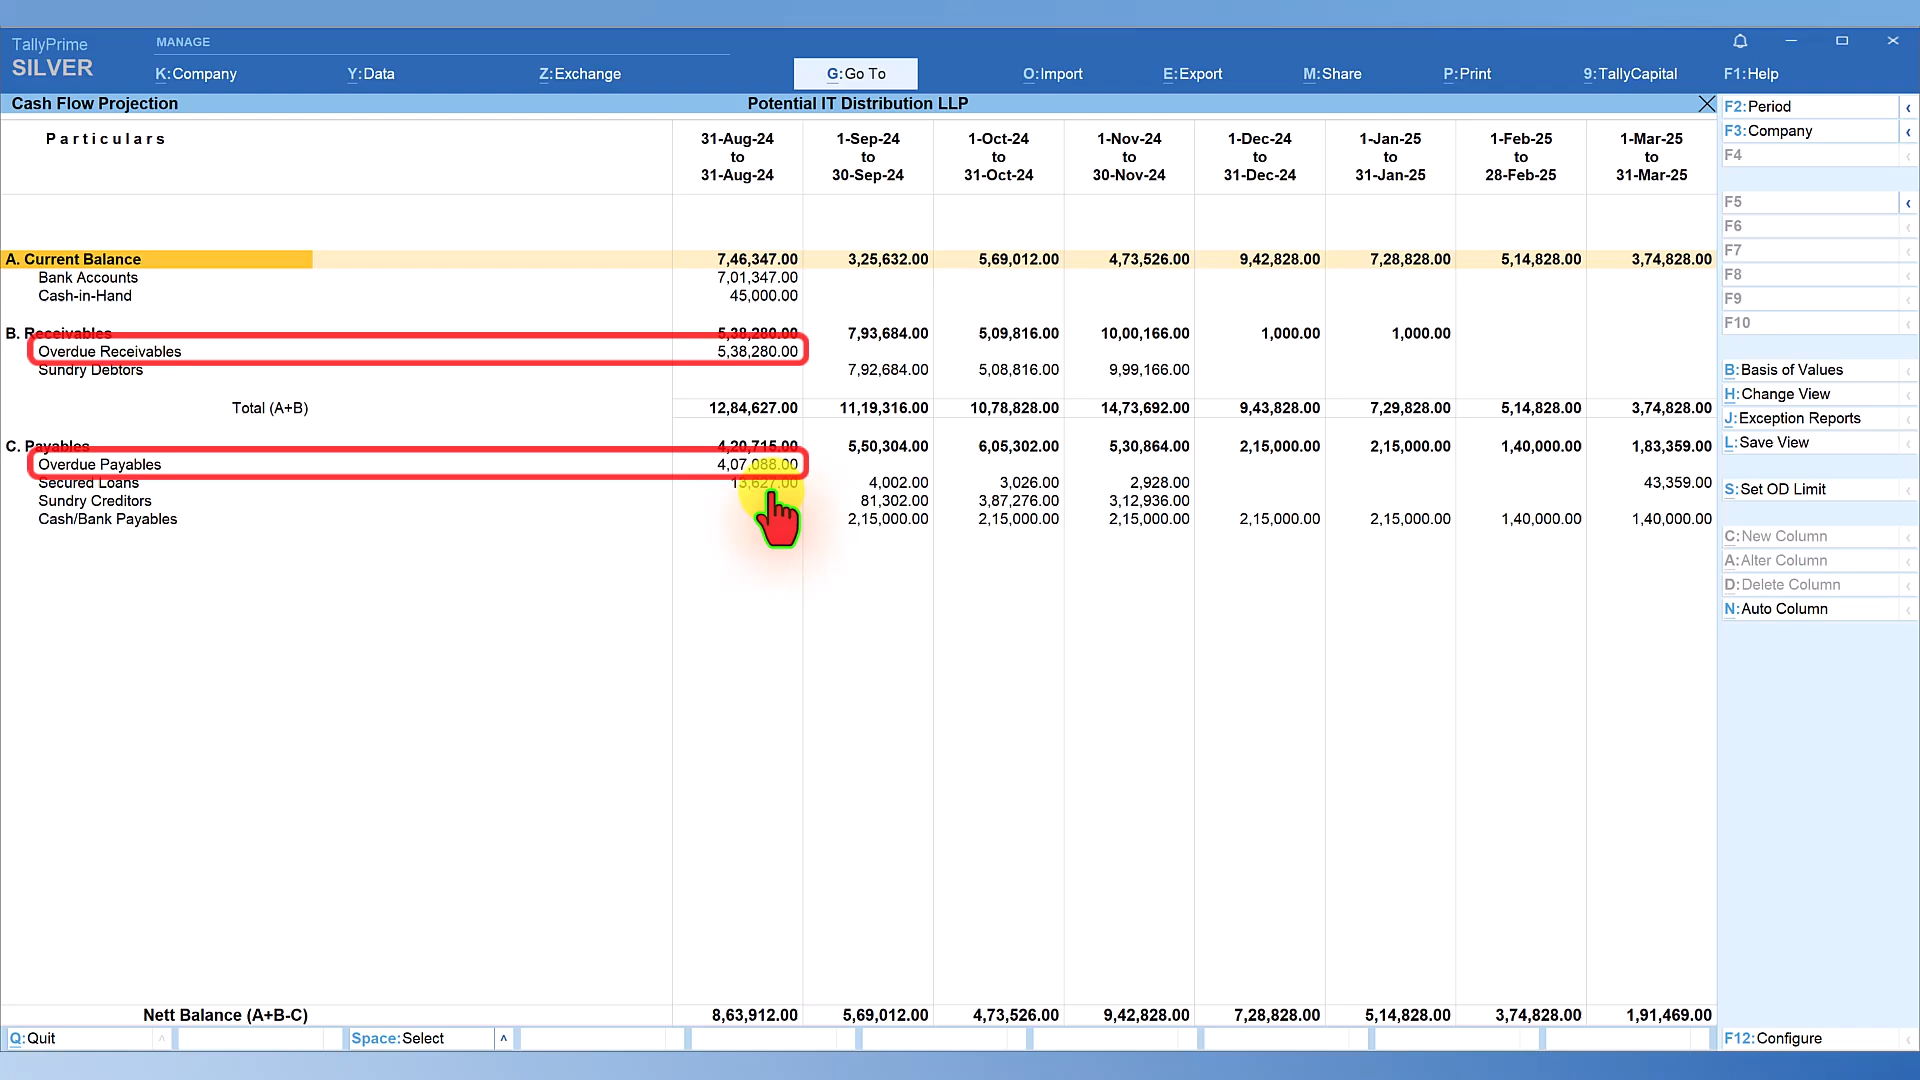 TallyPrime
SILVER
MANAGE
K:Company Y:Data Z:Exchange G:Go To O:Import E:Export M:Share P:Print 9:TallyCapital F1:Help
Cash Flow Projection Potential IT Distribution LLP
Particulars 31-Aug-24 to 31-Aug-24 1-Sep-24 to 30-Sep-24 1-Oct-24 to 31-Oct-24 1-Nov-24 to 30-Nov-24 1-Dec-24 to 31-Dec-24 1-Jan-25 to 31-Jan-25 1-Feb-25 to 28-Feb-25 1-Mar-25 to 31-Mar-25
A. Current Balance 7,46,347.00 3,25,632.00 5,69,012.00 4,73,526.00 9,42,828.00 7,28,828.00 5,14,828.00 3,74,828.00
Bank Accounts 7,01,347.00
Cash-in-Hand 45,000.00
B. Receivables 5,38,280.00 7,93,684.00 5,09,816.00 10,00,166.00 1,000.00 1,000.00
Overdue Receivables 5,38,280.00
Sundry Debtors 7,92,684.00 5,08,816.00 9,99,166.00
Total (A+B) 12,84,627.00 11,19,316.00 10,78,828.00 14,73,692.00 9,43,828.00 7,29,828.00 5,14,828.00 3,74,828.00
C. Payables 4,20,715.00 5,50,304.00 6,05,302.00 5,30,864.00 2,15,000.00 2,15,000.00 1,40,000.00 1,83,359.00
Overdue Payables 4,07,088.00
Secured Loans 13,627.00 4,002.00 3,026.00 2,928.00 43,359.00
Sundry Creditors 81,302.00 3,87,276.00 3,12,936.00
Cash/Bank Payables 2,15,000.00 2,15,000.00 2,15,000.00 2,15,000.00 2,15,000.00 1,40,000.00 1,40,000.00
Nett Balance (A+B-C) 8,63,912.00 5,69,012.00 4,73,526.00 9,42,828.00 7,28,828.00 5,14,828.00 3,74,828.00 1,91,469.00
Q:Quit Space:Select
F2:Period
F3:Company
F4
F5
F6
F7
F8
F9
F10
B:Basis of Values
H:Change View
J:Exception Reports
L:Save View
S:Set OD Limit
C:New Column
A:Alter Column
D:Delete Column
N:Auto Column
F12:Configure